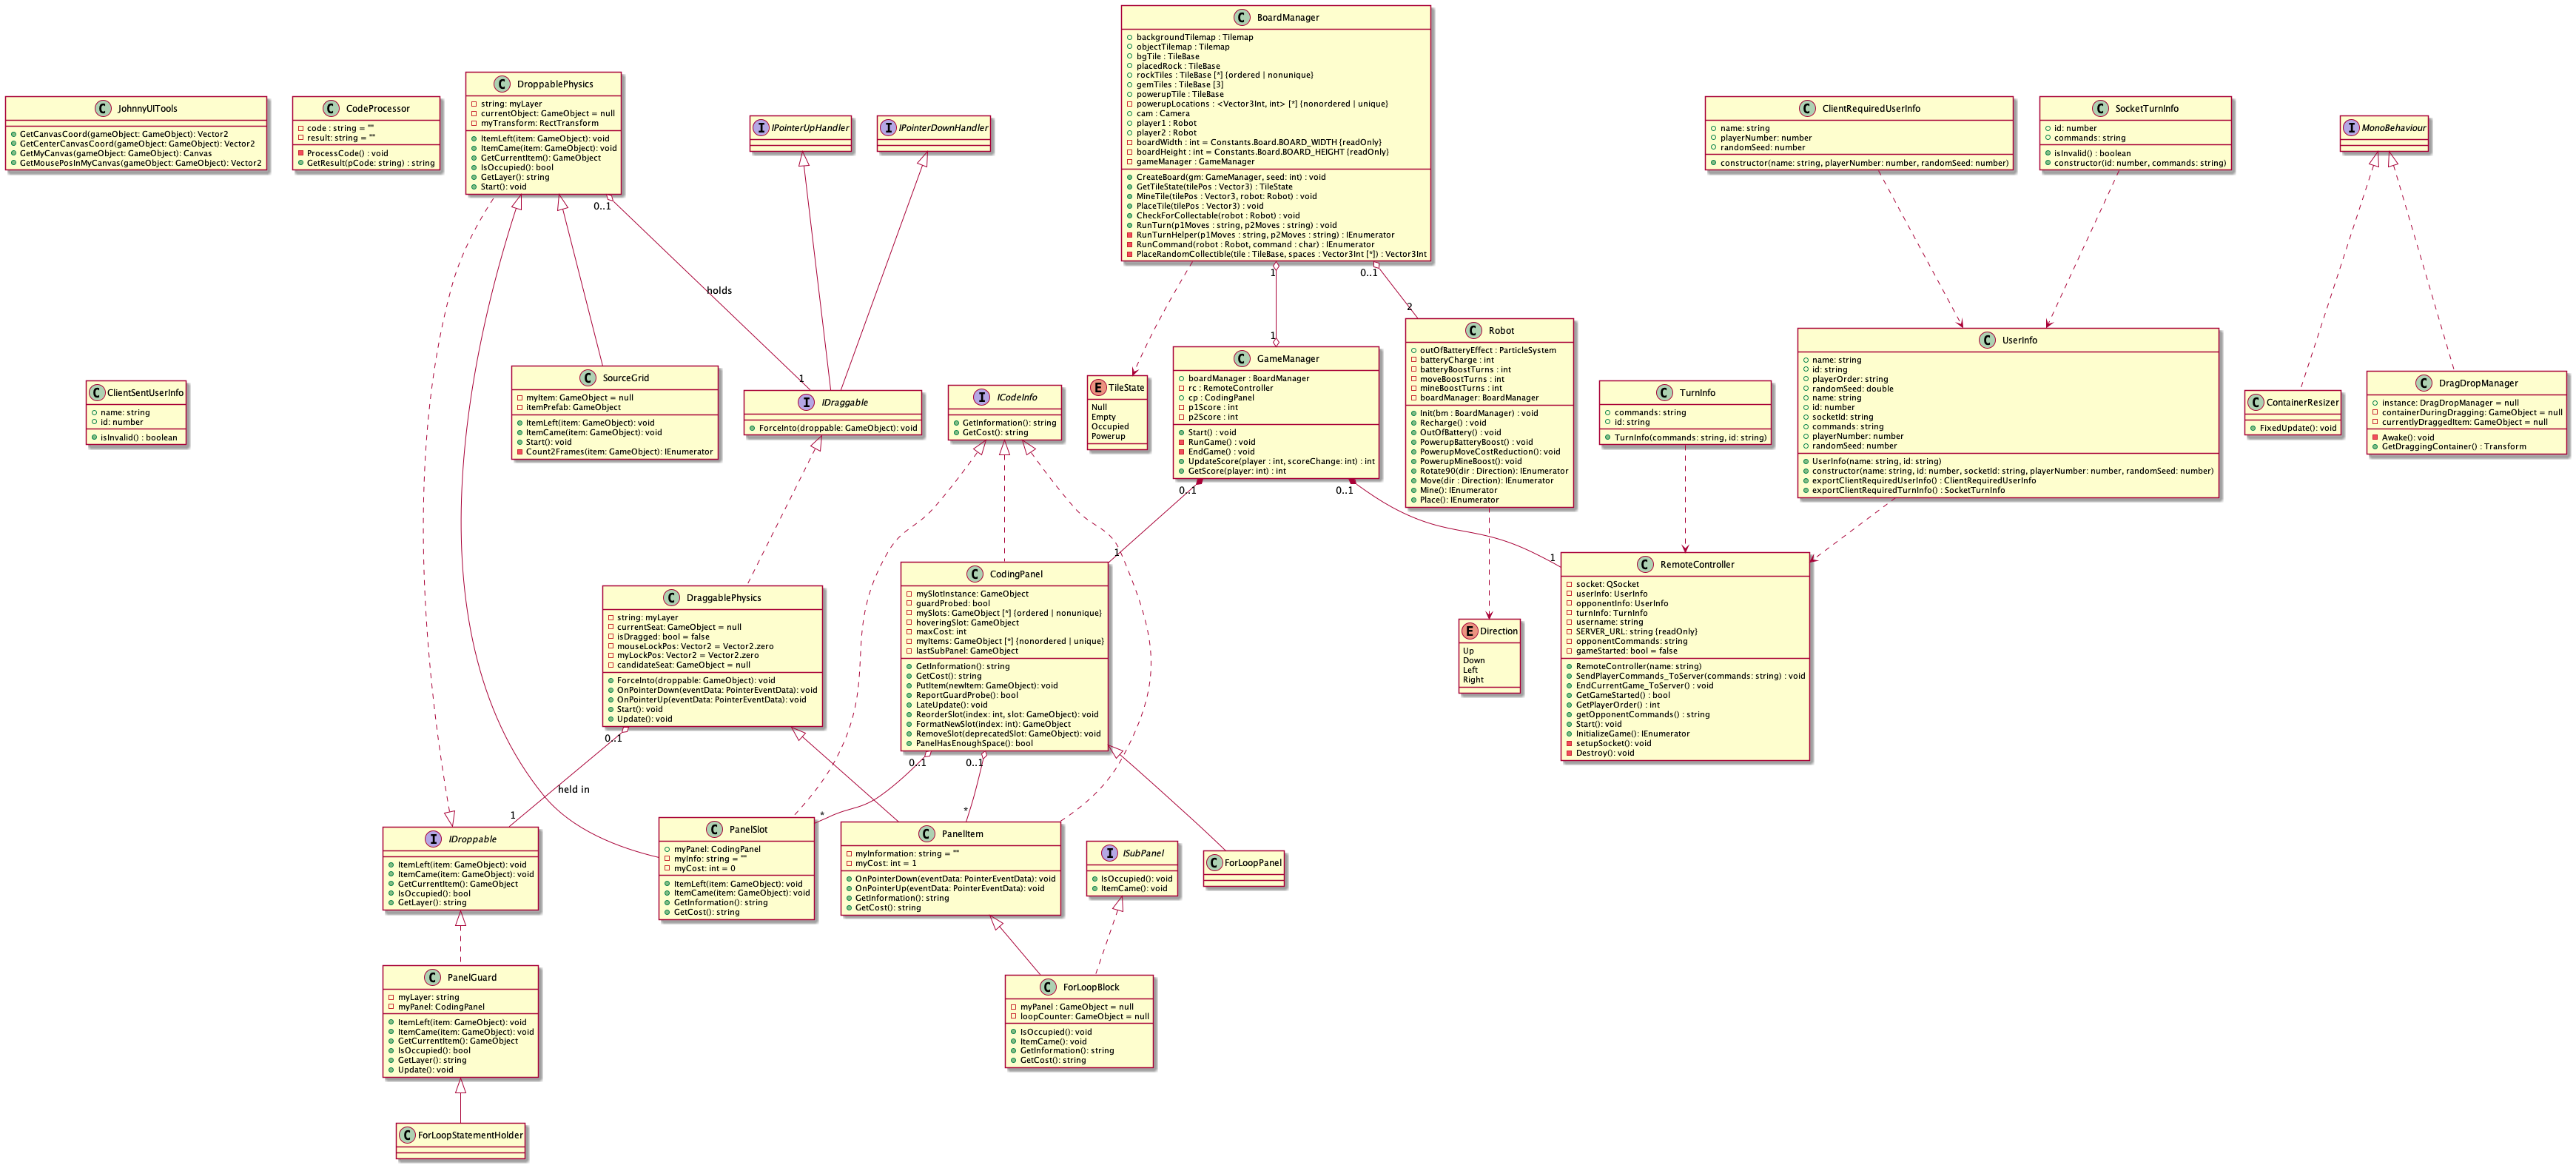 BoardManager
backgroundTilemap : Tilemap
objectTilemap : Tilemap
bgTile : TileBase
placedRock : TileBase
rockTiles : TileBase [*] {ordered | nonunique}
gemTiles : TileBase [3]
powerupTile : TileBase
powerupLocations : <Vector3Int, int> [*] {nonordered | unique}
cam : Camera
player1 : Robot
player2 : Robot
boardWidth : int = Constants.Board.BOARD_WIDTH {readOnly}
boardHeight : int = Constants.Board.BOARD_HEIGHT {readOnly}
gameManager : GameManager
CreateBoard(gm: GameManager, seed: int) : void
GetTileState(tilePos : Vector3) : TileState
MineTile(tilePos : Vector3, robot: Robot) : void
PlaceTile(tilePos : Vector3) : void
CheckForCollectable(robot : Robot) : void
RunTurn(p1Moves : string, p2Moves : string) : void
RunTurnHelper(p1Moves : string, p2Moves : string) : IEnumerator
RunCommand(robot : Robot, command : char) : IEnumerator
PlaceRandomCollectible(tile : TileBase, spaces : Vector3Int [*]) : Vector3Int
JohnnyUITools
GetCanvasCoord(gameObject: GameObject): Vector2
GetCenterCanvasCoord(gameObject: GameObject): Vector2
GetMyCanvas(gameObject: GameObject): Canvas
GetMousePosInMyCanvas(gameObject: GameObject): Vector2
CodeProcessor
code : string = ""
result: string = ""
ProcessCode() : void
GetResult(pCode: string) : string
DroppablePhysics
string: myLayer
currentObject: GameObject = null
myTransform: RectTransform
ItemLeft(item: GameObject): void
ItemCame(item: GameObject): void
GetCurrentItem(): GameObject
IsOccupied(): bool
GetLayer(): string
Start(): void
IPointerUpHandler
IPointerDownHandler
ClientRequiredUserInfo
name: string
playerNumber: number
randomSeed: number
constructor(name: string, playerNumber: number, randomSeed: number)
SocketTurnInfo
id: number
commands: string
isInvalid() : boolean
constructor(id: number, commands: string)
MonoBehaviour
0..1
holds
1
1
1
0..1
2
ClientSentUserInfo
name: string
id: number
isInvalid() : boolean
SourceGrid
myItem: GameObject = null
itemPrefab: GameObject
ItemLeft(item: GameObject): void
ItemCame(item: GameObject): void
Start(): void
Count2Frames(item: GameObject): IEnumerator
IDraggable
ForceInto(droppable: GameObject): void
ICodeInfo
GetInformation(): string
GetCost(): string
TileState
Null
Empty
Occupied
Powerup
GameManager
boardManager : BoardManager
rc : RemoteController
cp : CodingPanel
p1Score : int
p2Score : int
Start() : void
RunGame() : void
EndGame() : void
UpdateScore(player : int, scoreChange: int) : int
GetScore(player: int) : int
Robot
outOfBatteryEffect : ParticleSystem
batteryCharge : int
batteryBoostTurns : int
moveBoostTurns : int
mineBoostTurns : int
boardManager: BoardManager
Init(bm : BoardManager) : void
Recharge() : void
OutOfBattery() : void
PowerupBatteryBoost() : void
PowerupMoveCostReduction(): void
PowerupMineBoost(): void
Rotate90(dir : Direction): IEnumerator
Move(dir : Direction): IEnumerator
Mine(): IEnumerator
Place(): IEnumerator
TurnInfo
commands: string
id: string
TurnInfo(commands: string, id: string)
UserInfo
name: string
id: string
playerOrder: string
randomSeed: double
name: string
id: number
socketId: string
commands: string
playerNumber: number
randomSeed: number
UserInfo(name: string, id: string)
constructor(name: string, id: number, socketId: string, playerNumber: number, randomSeed: number)
exportClientRequiredUserInfo() : ClientRequiredUserInfo
exportClientRequiredTurnInfo() : SocketTurnInfo
ContainerResizer
FixedUpdate(): void
DragDropManager
instance: DragDropManager = null
containerDuringDragging: GameObject = null
currentlyDraggedItem: GameObject = null
Awake(): void
GetDraggingContainer() : Transform
0..1
1
0..1
1
DraggablePhysics
string: myLayer
currentSeat: GameObject = null
isDragged: bool = false
mouseLockPos: Vector2 = Vector2.zero
myLockPos: Vector2 = Vector2.zero
candidateSeat: GameObject = null
ForceInto(droppable: GameObject): void
OnPointerDown(eventData: PointerEventData): void
OnPointerUp(eventData: PointerEventData): void
Start(): void
Update(): void
CodingPanel
mySlotInstance: GameObject
guardProbed: bool
mySlots: GameObject [*] {ordered | nonunique}
hoveringSlot: GameObject
maxCost: int
myItems: GameObject [*] {nonordered | unique}
lastSubPanel: GameObject
GetInformation(): string
GetCost(): string
PutItem(newItem: GameObject): void
ReportGuardProbe(): bool
LateUpdate(): void
ReorderSlot(index: int, slot: GameObject): void
FormatNewSlot(index: int): GameObject
RemoveSlot(deprecatedSlot: GameObject): void
PanelHasEnoughSpace(): bool
Direction
Up
Down
Left
Right
RemoteController
socket: QSocket
userInfo: UserInfo
opponentInfo: UserInfo
turnInfo: TurnInfo
username: string
SERVER_URL: string {readOnly}
opponentCommands: string
gameStarted: bool = false
RemoteController(name: string)
SendPlayerCommands_ToServer(commands: string) : void
EndCurrentGame_ToServer() : void
GetGameStarted() : bool
GetPlayerOrder() : int
getOpponentCommands() : string
Start(): void
InitializeGame(): IEnumerator
setupSocket(): void
Destroy(): void
0..1
held in
1
0..1
*
0..1
*
IDroppable
ItemLeft(item: GameObject): void
ItemCame(item: GameObject): void
GetCurrentItem(): GameObject
IsOccupied(): bool
GetLayer(): string
PanelSlot
myPanel: CodingPanel
myInfo: string = ""
myCost: int = 0
ItemLeft(item: GameObject): void
ItemCame(item: GameObject): void
GetInformation(): string
GetCost(): string
PanelItem
myInformation: string = ""
myCost: int = 1
OnPointerDown(eventData: PointerEventData): void
OnPointerUp(eventData: PointerEventData): void
GetInformation(): string
GetCost(): string
ISubPanel
IsOccupied(): void
ItemCame(): void
ForLoopPanel
PanelGuard
myLayer: string
myPanel: CodingPanel
ItemLeft(item: GameObject): void
ItemCame(item: GameObject): void
GetCurrentItem(): GameObject
IsOccupied(): bool
GetLayer(): string
Update(): void
ForLoopBlock
myPanel : GameObject = null
loopCounter: GameObject = null
IsOccupied(): void
ItemCame(): void
GetInformation(): string
GetCost(): string
ForLoopStatementHolder